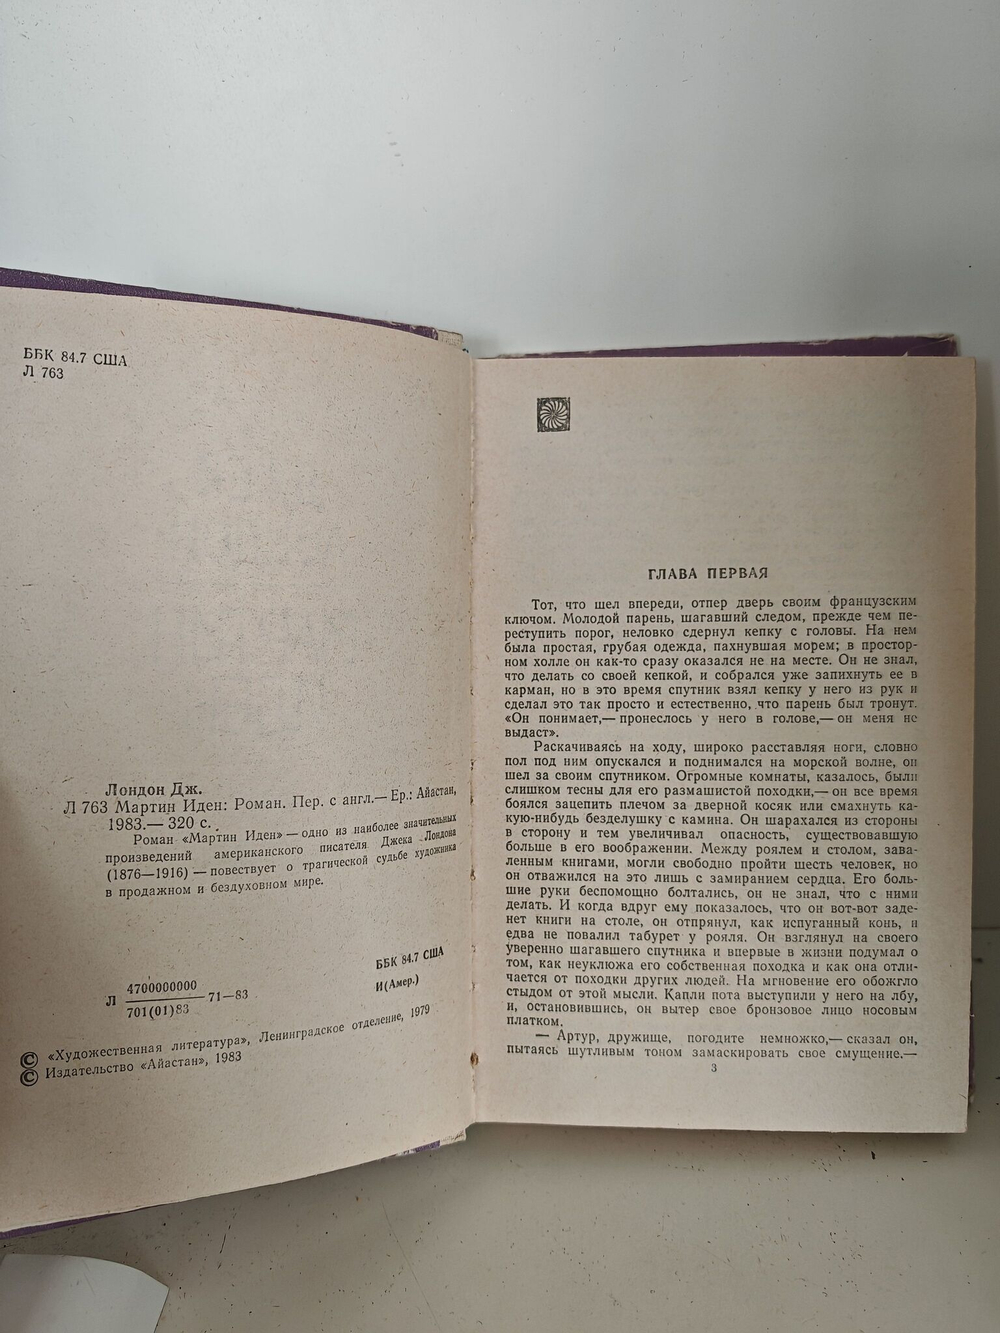 ББК 84.7 США
Л 763
Лондон Дж.
Л 763 Мартин Иден: Роман. Пер. с англ.— Ер.: Айастан,
1983.— 320 с.
Роман «Мартин Иден» — одно из наиболее значительных
произведений американского писателя Джека Лондона
(1876—1916) — повествует о трагической судьбе художника
в продажном и бездуховном мире.
Л 4700000000 71—83
701(01)83
ББК 84.7 США
И(Амер.)
© «Художественная литература», Ленинградское отделение, 1979
© Издательство «Айастан», 1983
ГЛАВА ПЕРВАЯ
Тот, что шел впереди, отпер дверь своим французским
ключом. Молодой парень, шагавший следом, прежде чем пе-
реступить порог, неловко сдернул кепку с головы. На нем
была простая, грубая одежда, пахнувшая морем; в простор-
ном холле он как-то сразу оказался не на месте. Он не знал,
что делать со своей кепкой, и собрался уже запихнуть ее в
карман, но в это время спутник взял кепку у него из рук и
сделал это так просто и естественно, что парень был тронут.
«Он понимает,— пронеслось у него в голове,— он меня не
выдаст».
Раскачиваясь на ходу, широко расставляя ноги, словно
пол под ним опускался и поднимался на морской волне, он
шел за своим спутником. Огромные комнаты, казалось, были
слишком тесны для его размашистой походки,— он все время
боялся зацепить плечом за дверной косяк или смахнуть ка-
кую-нибудь безделушку с камина. Он шарахался из стороны
в сторону и тем увеличивал опасность, существовавшую
больше в его воображении. Между роялем и столом, зава-
ленным книгами, могли свободно пройти шесть человек, но
он отважился на это лишь с замиранием сердца. Его боль-
шие руки беспомощно болтались, он не знал, что с ними
делать. И когда вдруг ему показалось, что он вот-вот заде-
нет книги на столе, он отпрянул, как испуганный конь, и
едва не повалил табурет у рояля. Он взглянул на своего
уверенно шагавшего спутника и впервые в жизни подумал о
том, как неуклюжа его собственная походка и как она отли-
чается от походки других людей. На мгновение его обожгло
стыдом от этой мысли. Капли пота выступили у него на лбу,
и, остановившись, он вытер свое бронзовое лицо носовым
платком.
— Артур, дружище, погодите немножко,— сказал он,
пытаясь шутливым тоном замаскировать свое смущение.—
3